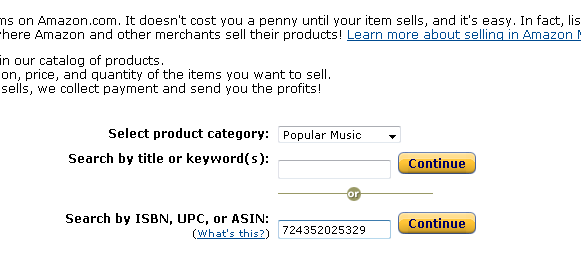 ms on Amazon.com. It doesn't cost you a penny until your item sells, and it's easy. In fact, lis
where Amazon and other merchants sell their products! Learn more about selling in Amazon M
in our catalog of products.
on, price, and quantity of the items you want to sell.
sells, we collect payment and send you the profits!
Select product category: Popular Music
Search by title or keyword(s): Continue
or
Search by ISBN, UPC, or ASIN: 724352025329 Continue
(What's this?)